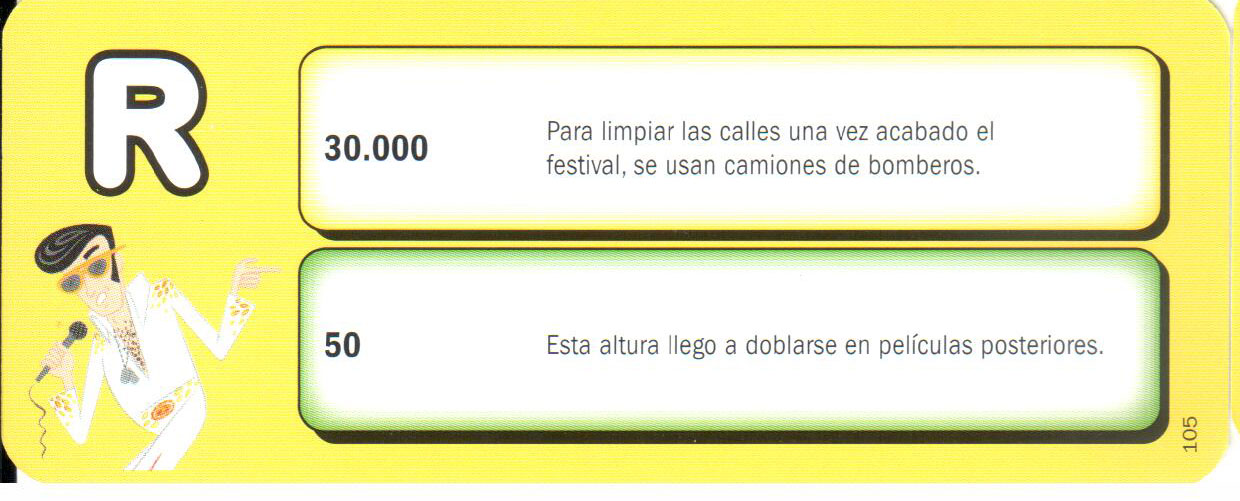 R
30.000
Para limpiar las calles una vez acabado el
festival, se usan camiones de bomberos.
50
Esta altura llego a doblarse en películas posteriores.
105